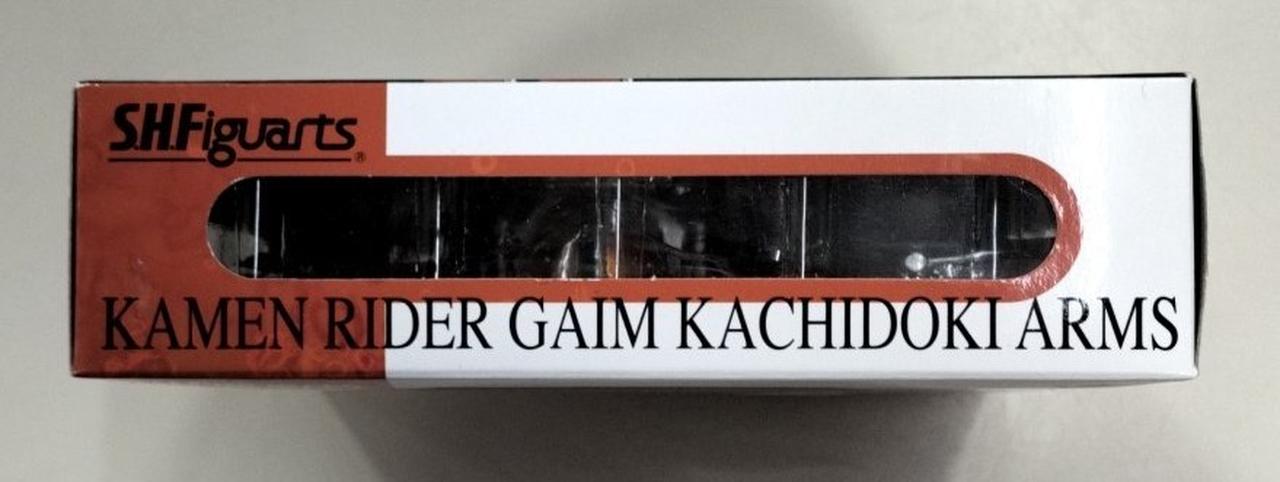 S.H.Figuarts®
KAMEN RIDER GAIM KACHIDOKI ARMS